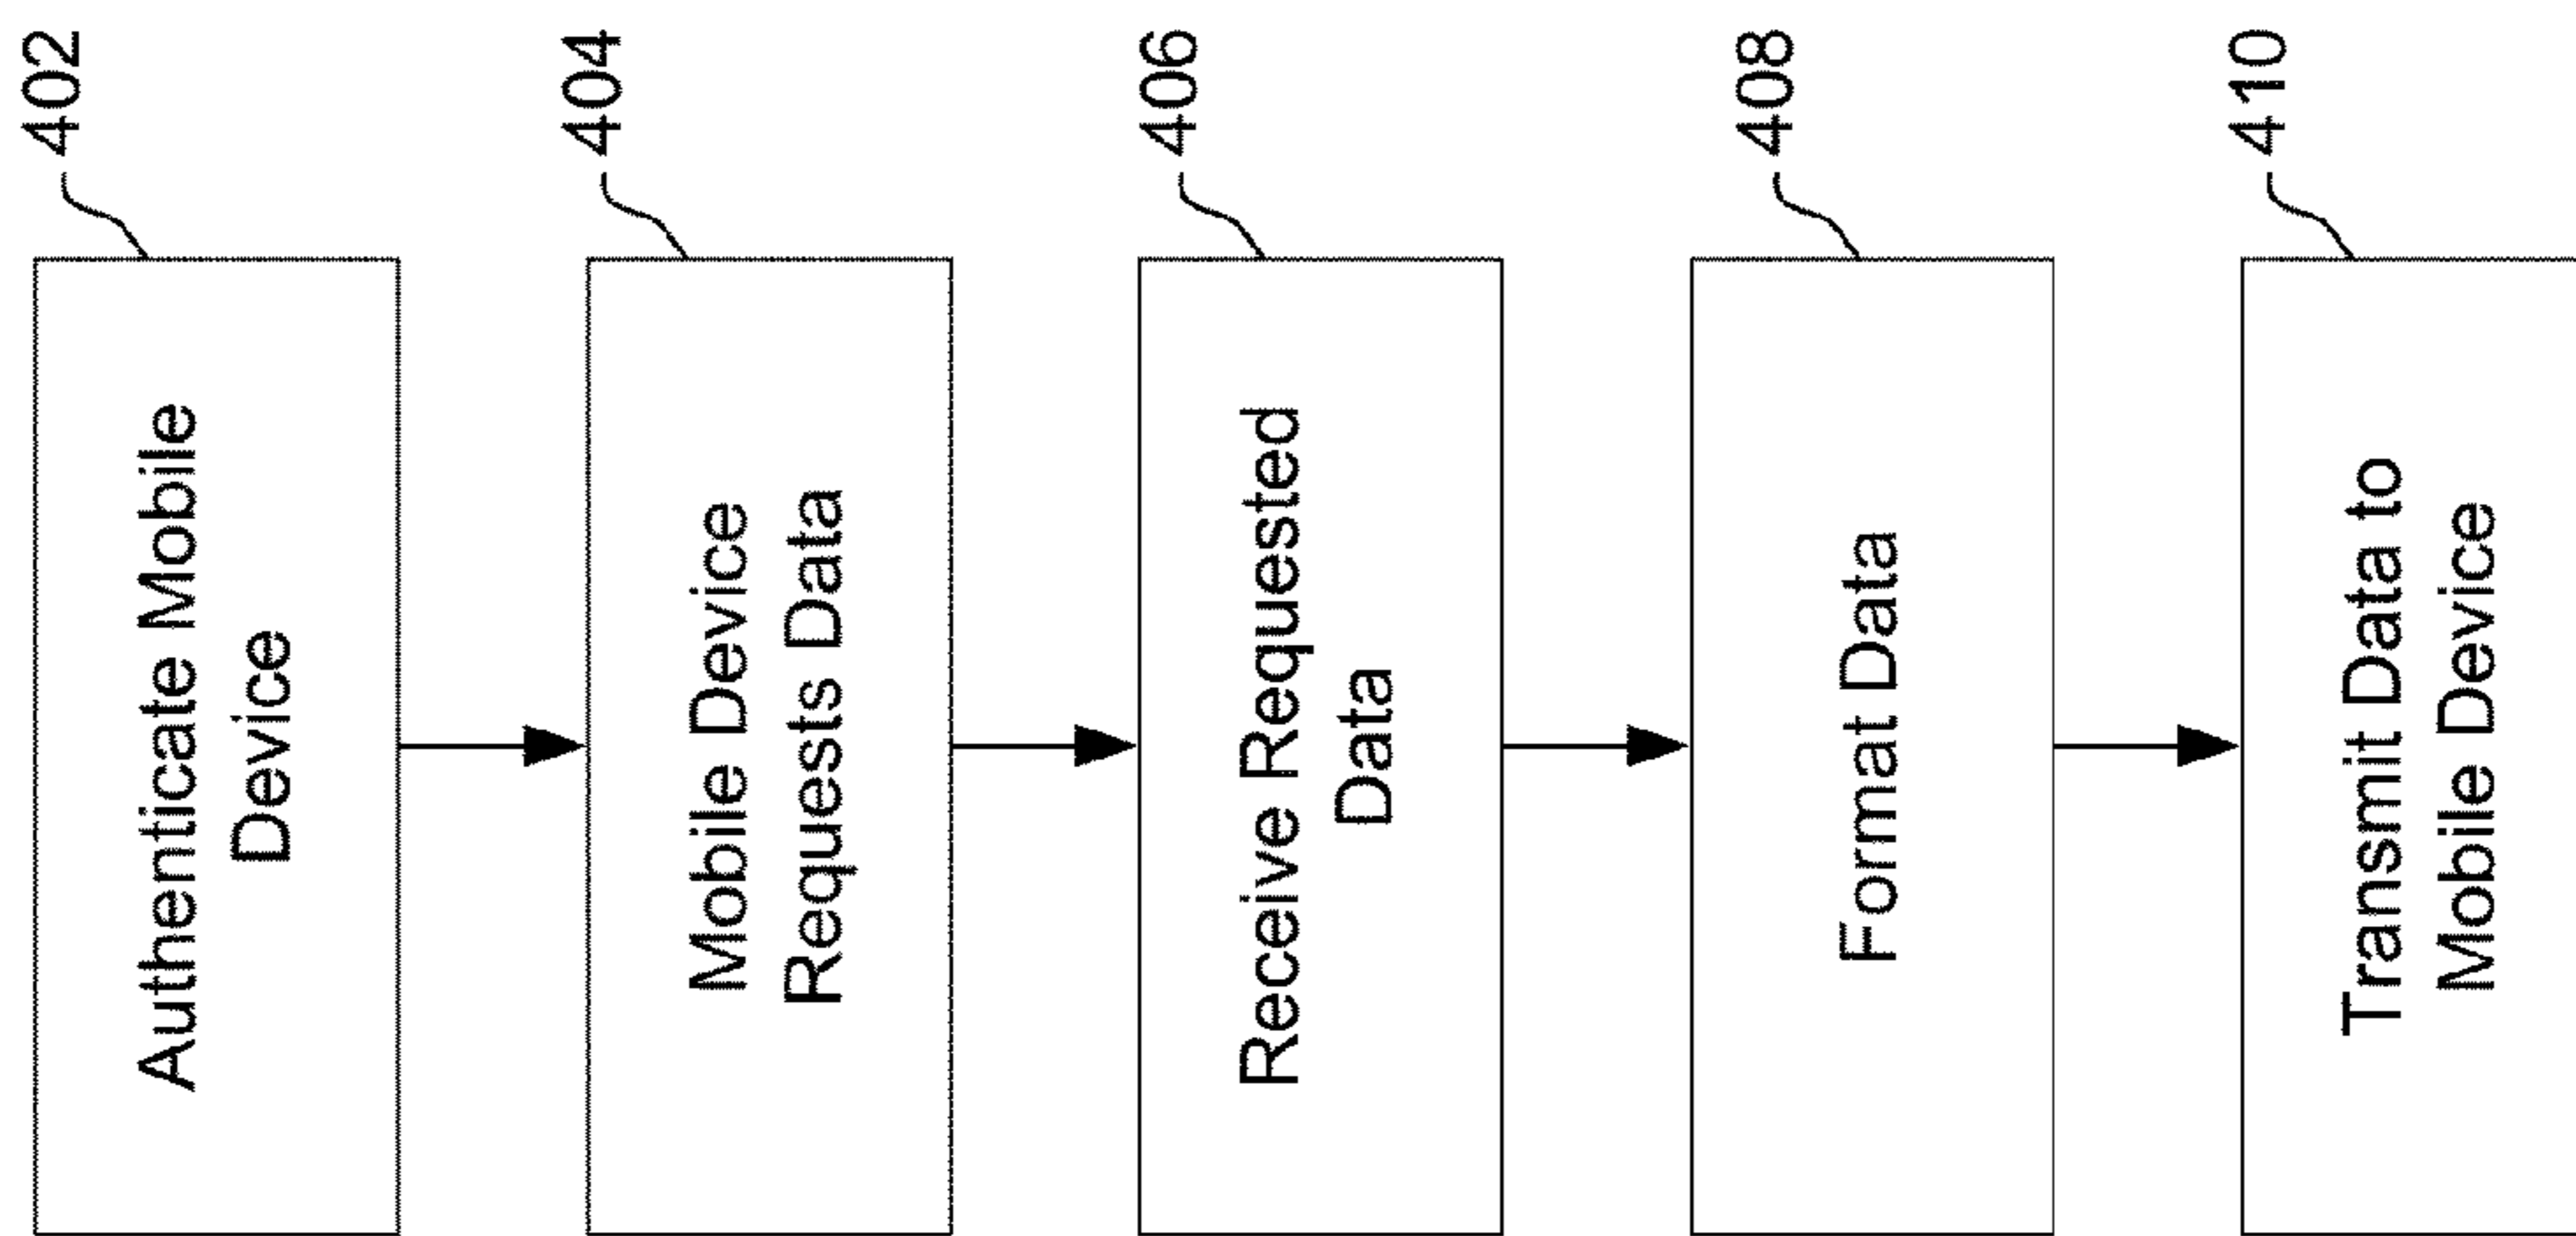 402
Authenticate Mobile
Device
404
Mobile Device
Requests Data
406
Receive Requested
Data
408
Format Data
410
Transmit Data to
Mobile Device